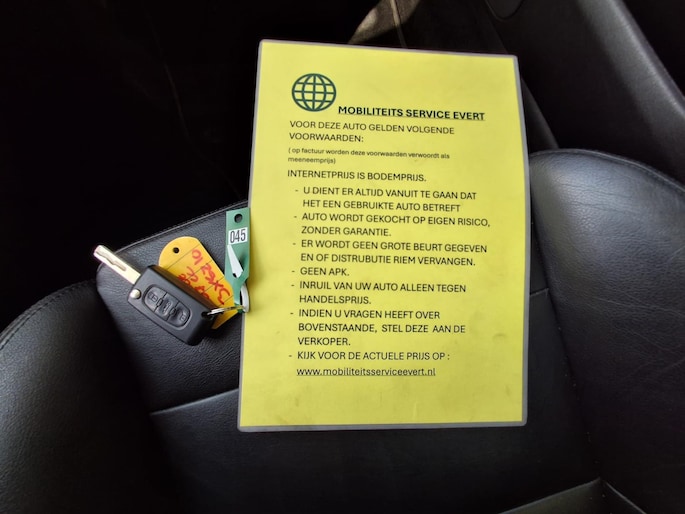 MOBILITEITS SERVICE EVERT
VOOR DEZE AUTO GELDEN VOLGENDE
VOORWAARDEN:
( op factuur worden deze voorwaarden verwoordt als
meeneemprijs)
INTERNETPRIJS IS BODEMPRIJS.
- U DIENT ER ALTIJD VANUIT TE GAAN DAT
HET EEN GEBRUIKTE AUTO BETREFT
- AUTO WORDT GEKOCHT OP EIGEN RISICO,
ZONDER GARANTIE.
- ER WORDT GEEN GROTE BEURT GEGEVEN
EN OF DISTRUBUTIE RIEM VERVANGEN.
- GEEN APK.
- INRUIL VAN UW AUTO ALLEEN TEGEN
HANDELSPRIJS.
- INDIEN U VRAGEN HEEFT OVER
BOVENSTAANDE, STEL DEZE AAN DE
VERKOPER.
- KIJK VOOR DE ACTUELE PRIJS OP :
www.mobiliteitsserviceevert.nl
045